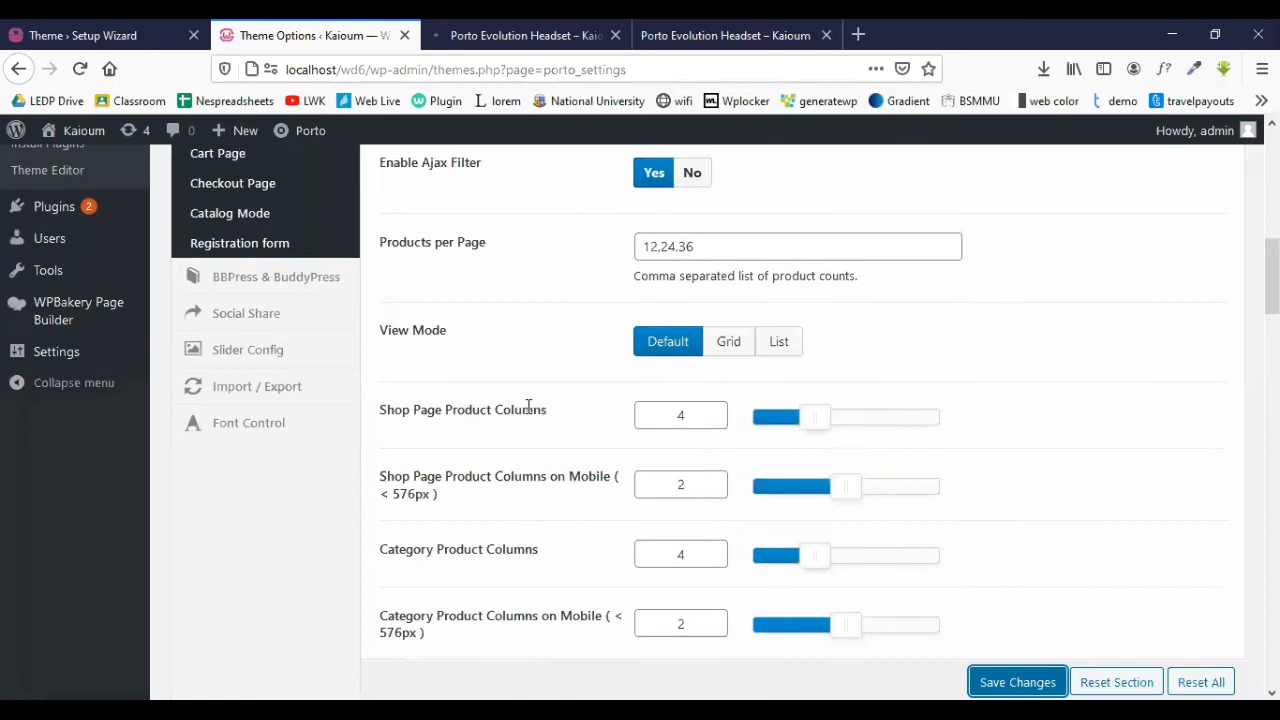 Theme › Setup Wizard
Theme Options ‹ Kaioum — W
Porto Evolution Headset – Kaio
Porto Evolution Headset – Kaioum
localhost/wd6/wp-admin/themes.php?page=porto_settings
LEDP Drive
Classroom
Nespreadsheets
LWK
Web Live
Plugin
lorem
National University
wifi
Wplocker
generatewp
Gradient
BSMMU
web color
demo
travelpayouts
Kaioum
4
0
New
Porto
Howdy, admin
Install Plugins
Theme Editor
Plugins 2
Users
Tools
WPBakery Page
Builder
Settings
Collapse menu
Cart Page
Checkout Page
Catalog Mode
Registration form
BBPress & BuddyPress
Social Share
Slider Config
Import / Export
Font Control
Enable Ajax Filter
Yes No
Products per Page
12,24,36
Comma separated list of product counts.
View Mode
Default Grid List
Shop Page Product Columns
4
Shop Page Product Columns on Mobile (
< 576px )
2
Category Product Columns
4
Category Product Columns on Mobile ( <
576px )
2
Save Changes
Reset Section
Reset All